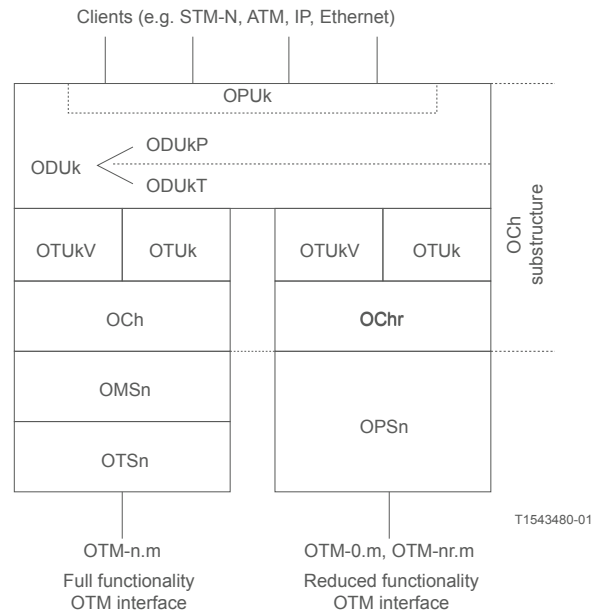 Clients (e.g. STM-N, ATM, IP, Ethernet)
OPUk
ODUk
ODUkP
ODUkT
OTUkV
OTUk
OTUkV
OTUk
OCh
OChr
OCh
substructure
OMSn
OTSn
OPSn
T1543480-01
OTM-n.m
Full functionality
OTM interface
OTM-0.m, OTM-nr.m
Reduced functionality
OTM interface